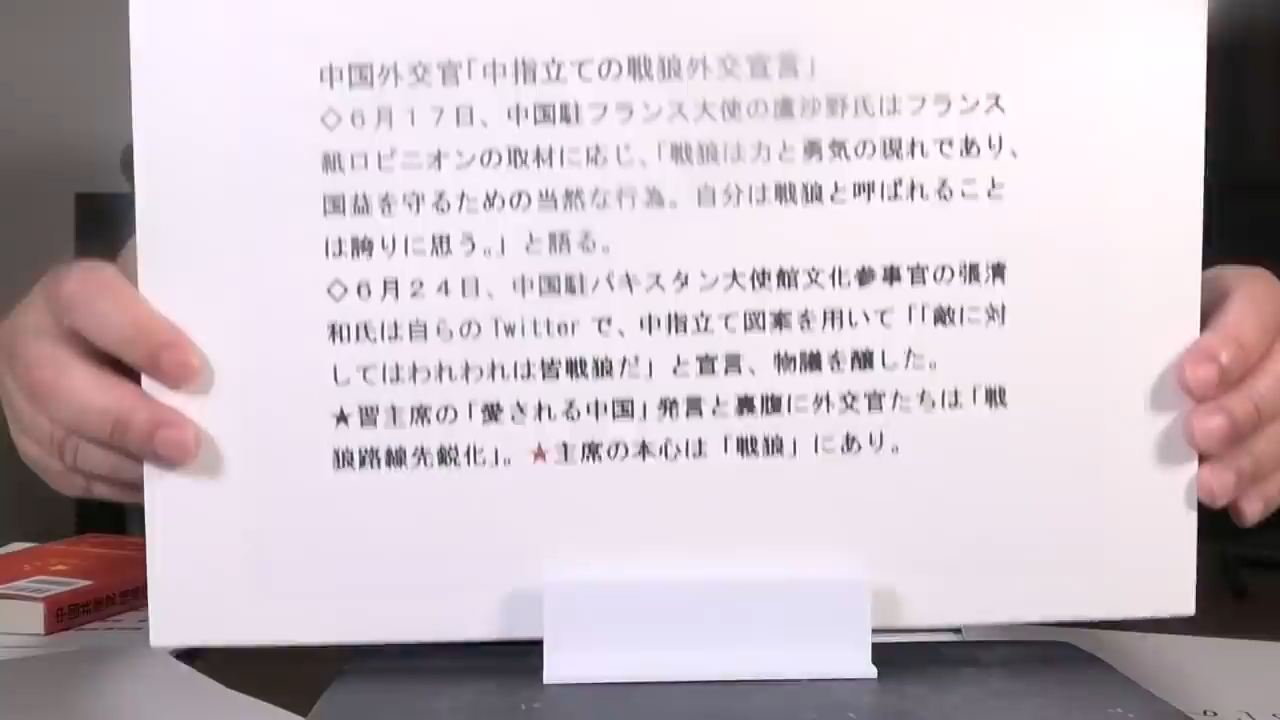 中国外交官「中指立ての戦狼外交宣言」
◇６月１７日、中国駐フランス大使の盧沙野氏はフランス
紙ロピニオンの取材に応じ、「戦狼は力と勇気の現れであり、
国益を守るための当然な行為。自分は戦狼と呼ばれること
は誇りに思う。」と語る。
◇６月２４日、中国駐パキスタン大使館文化参事官の張清
和氏は自らの Twitter で、中指立て図案を用いて「「敵に対
してはわれわれは皆戦狼だ」と宣言、物議を醸した。
★習主席の「愛される中国」発言と裏腹に外交官たちは「戦
狼路線先鋭化」。★主席の本心は「戦狼」にあり。